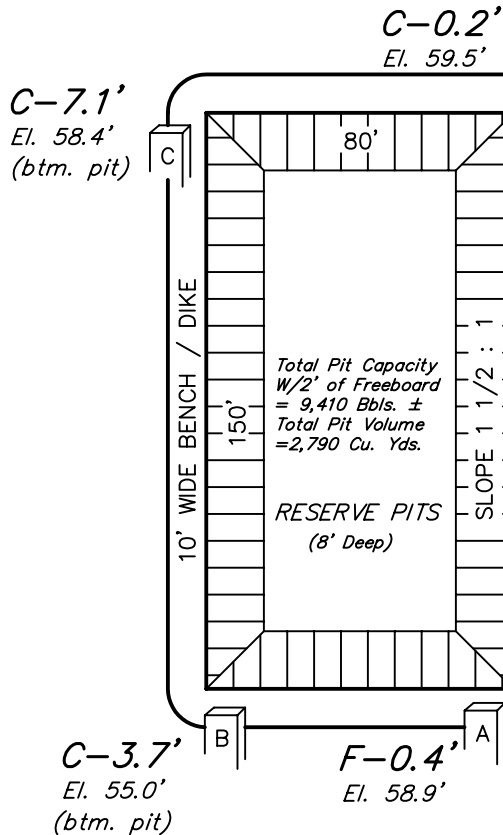 C-0.2'
El. 59.5'
C-7.1'
El. 58.4'
(btm. pit)
C
80'
10' WIDE BENCH / DIKE
150'
Total Pit Capacity
W/2' of Freeboard
= 9,410 Bbls. ±
Total Pit Volume
=2,790 Cu. Yds.
SLOPE 1 1/2 : 1
RESERVE PITS
(8' Deep)
B
A
C-3.7'
El. 55.0'
(btm. pit)
F-0.4'
El. 58.9'